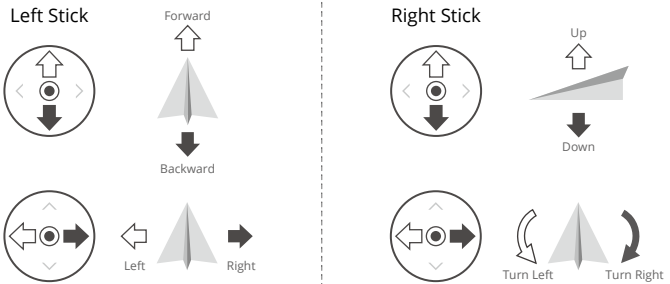 Left Stick
Forward
Backward
Left
Right
Right Stick
Up
Down
Turn Left
Turn Right